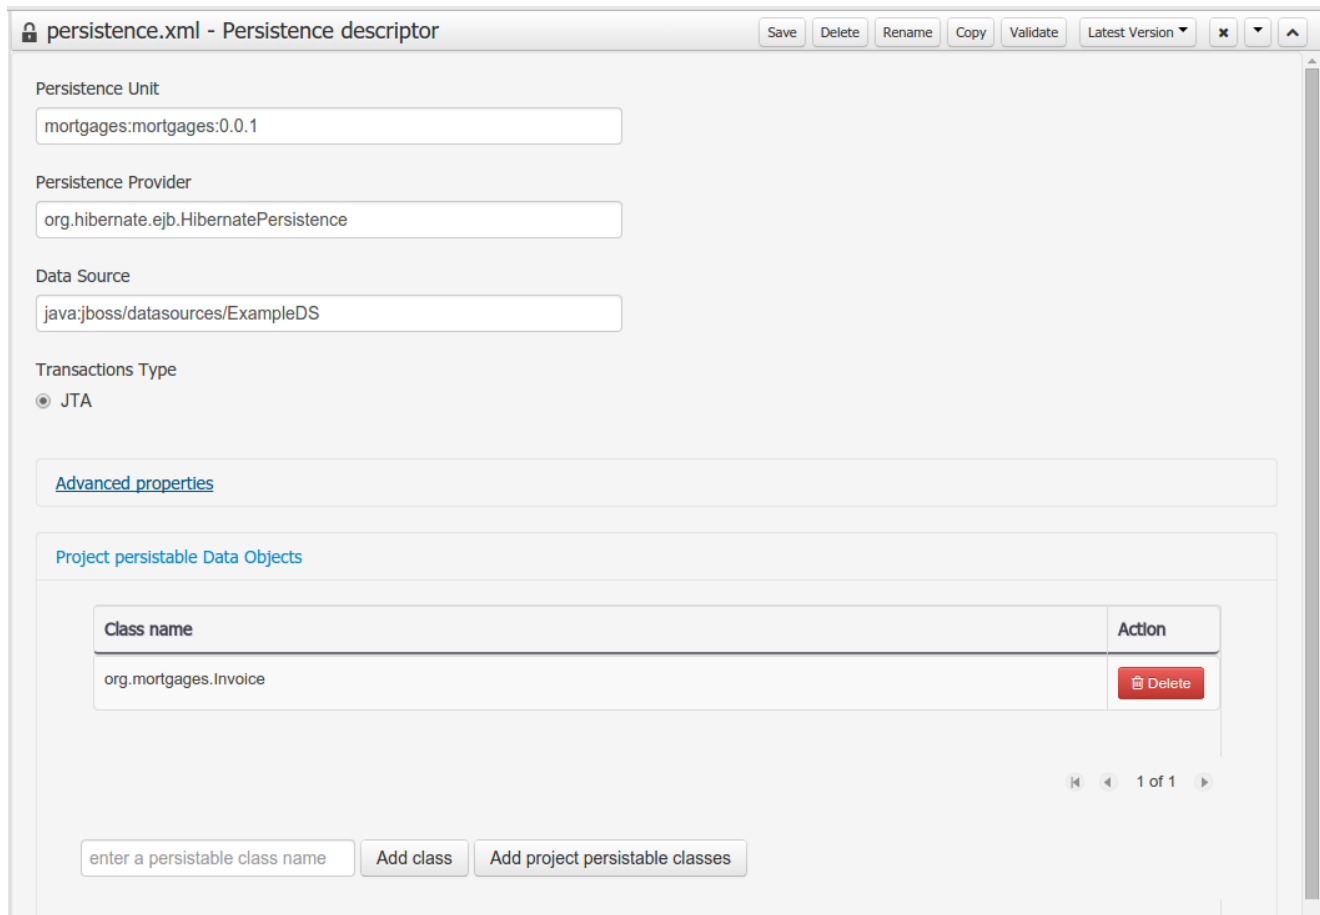 persistence.xml - Persistence descriptor Save Delete Rename Copy Validate Latest Version
Persistence Unit
mortgages:mortgages:0.0.1
Persistence Provider
org.hibernate.ejb.HibernatePersistence
Data Source
java:jboss/datasources/ExampleDS
Transactions Type
JTA
Advanced properties
Project persistable Data Objects
Class name Action
org.mortgages.Invoice Delete
1 of 1
enter a persistable class name Add class Add project persistable classes